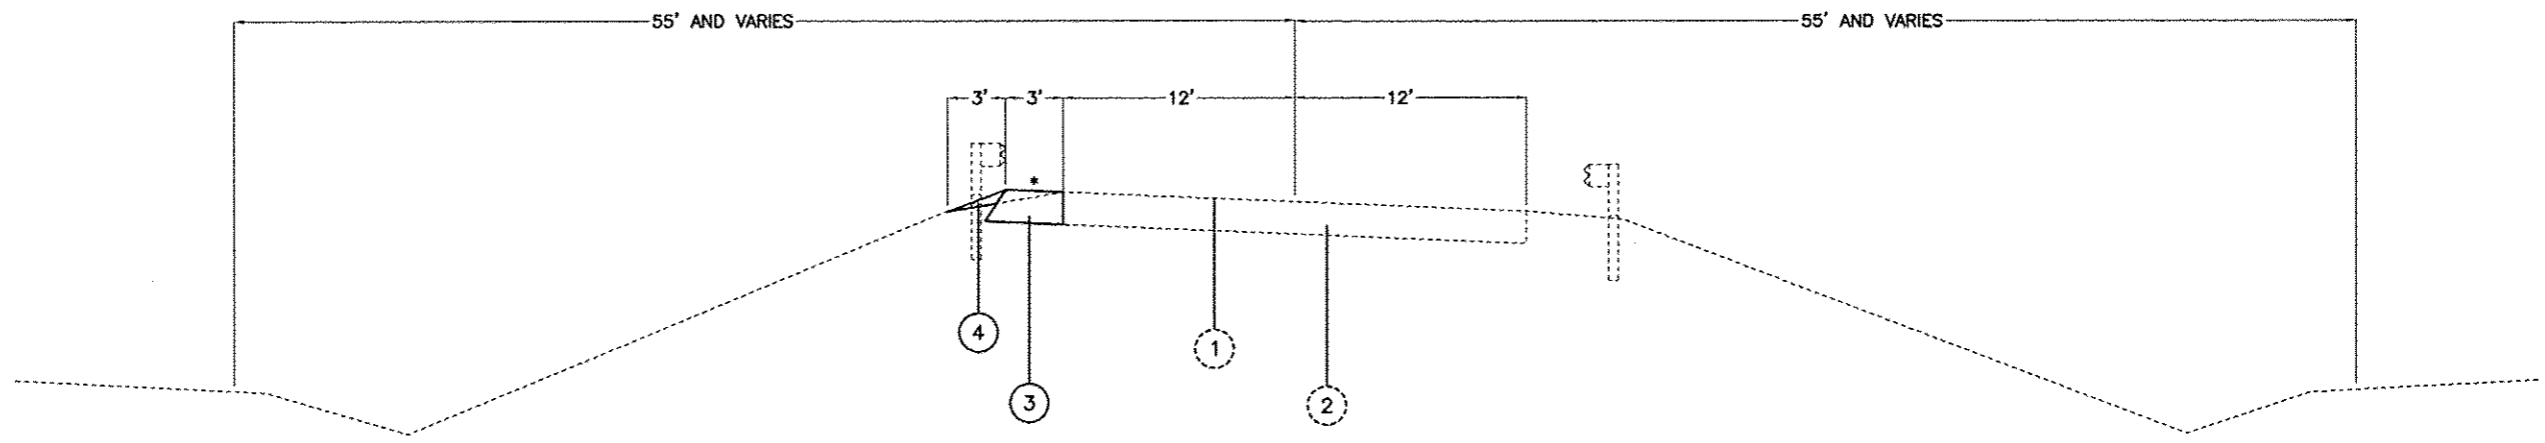 55' AND VARIES 55' AND VARIES
3' 3' 12' 12'
*
4 1
3 2